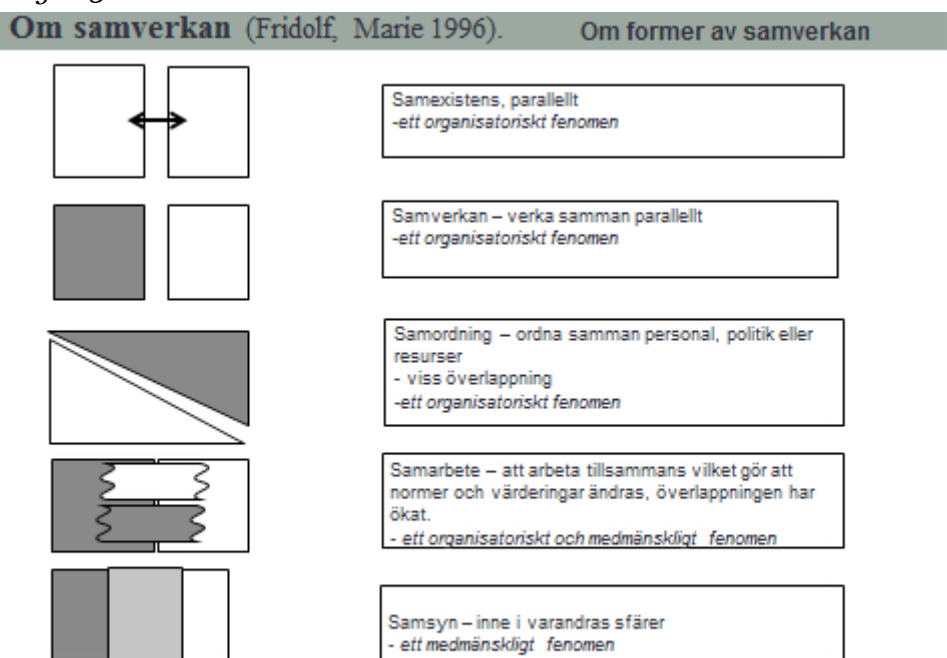 Om samverkan (Fridolf, Marie 1996). Om former av samverkan
Samexistens, parallellt
-ett organisatoriskt fenomen
Samverkan – verka samman parallellt
-ett organisatoriskt fenomen
Samordning – ordna samman personal, politik eller
resurser
- viss överlappning
-ett organisatoriskt fenomen
Samarbete – att arbeta tillsammans vilket gör att
normer och värderingar ändras, överlappningen har
ökat.
- ett organisatoriskt och medmänskligt fenomen
Samsyn – inne i varandras sfärer
- ett medmänskligt fenomen